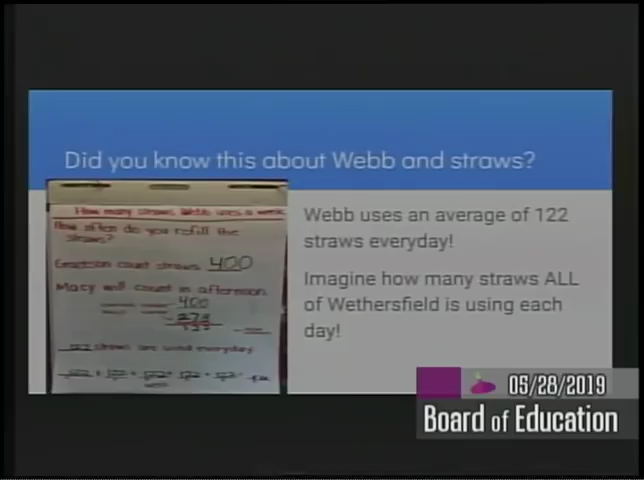 Did you know this about Webb and straws?
How many straws Webb uses a week
How often do you refill the
straws?
count straws 400
Macy will count in afternoon
400
278
straws are used everyday
Webb uses an average of 122
straws everyday!
Imagine how many straws ALL
of Wethersfield is using each
day!
05/28/2019
Board of Education